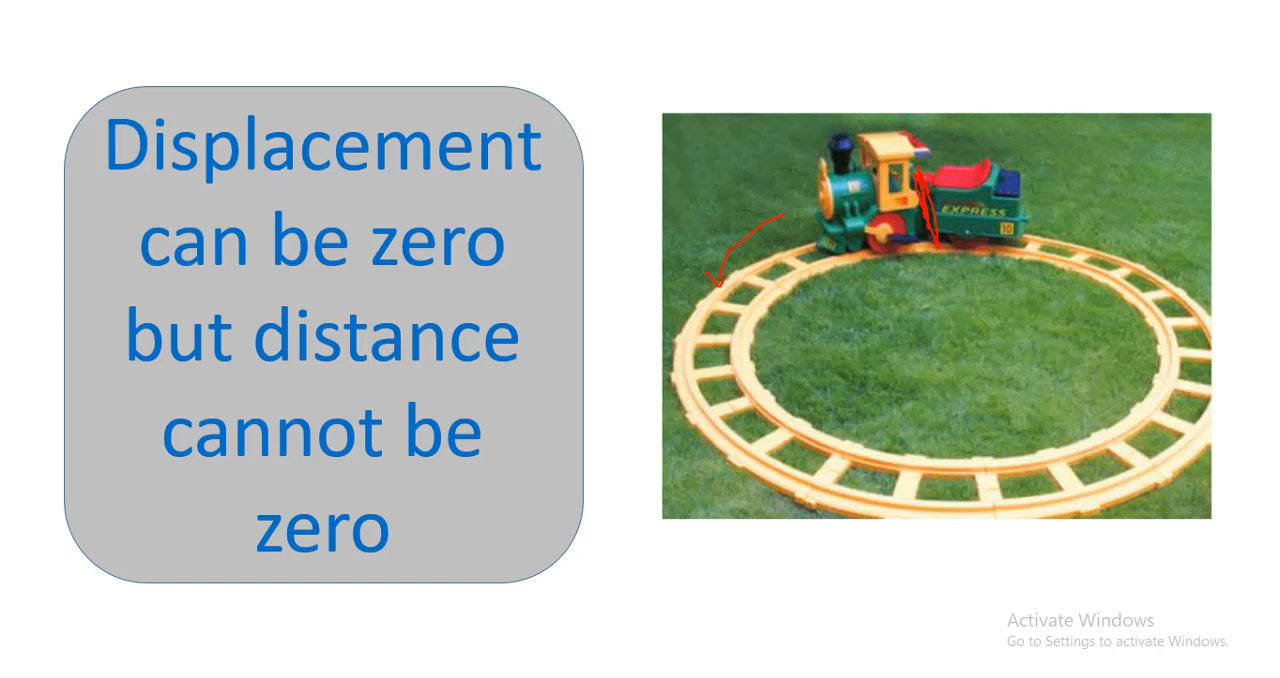 Displacement
can be zero
but distance
cannot be
zero
EXPRESS
10
Activate Windows
Go to Settings to activate Windows.